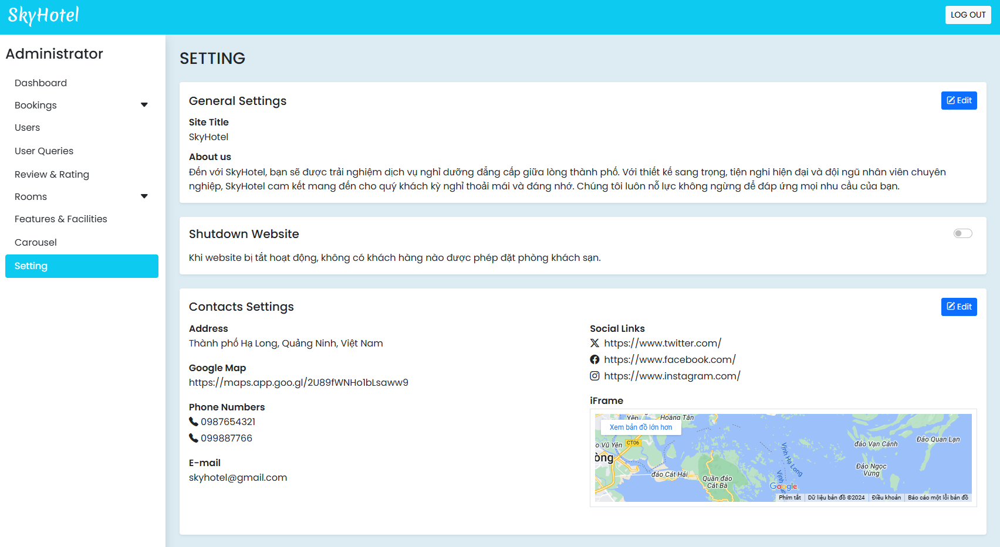 SkyHotel
LOG OUT
Administrator
Dashboard
Bookings
Users
User Queries
Review & Rating
Rooms
Features & Facilities
Carousel
Setting
SETTING
General Settings
Edit
Site Title
SkyHotel
About us
Đến với SkyHotel, bạn sẽ được trải nghiệm dịch vụ nghỉ dưỡng đẳng cấp giữa lòng thành phố. Với thiết kế sang trọng, tiện nghi hiện đại và đội ngũ nhân viên chuyên
nghiệp, SkyHotel cam kết mang đến cho quý khách kỳ nghỉ thoải mái và đáng nhớ. Chúng tôi luôn nỗ lực không ngừng để đáp ứng mọi nhu cầu của bạn.
Shutdown Website
Khi website bị tắt hoạt động, không có khách hàng nào được phép đặt phòng khách sạn.
Contacts Settings
Edit
Address
Thành phố Hạ Long, Quảng Ninh, Việt Nam
Google Map
https://maps.app.goo.gl/2U89fWNHo1bLsaww9
Phone Numbers
0987654321
099887766
E-mail
skyhotel@gmail.com
Social Links
https://www.twitter.com/
https://www.facebook.com/
https://www.instagram.com/
iFrame
Yên
Hoàng Tân
Xem bản đồ lớn hơn
o Vũ Yên
CT06
òng
đảo Cát Hải
Quần đảo
Cát Bà
Vịnh Hạ Long
đảo Vạn Cảnh
Đảo Quan Lạn
Đảo Ngọc
Vừng
Vịnh
Google
Phím tắt
Dữ liệu bản đồ ©2024
Điều khoản
Báo cáo một lỗi bản đồ